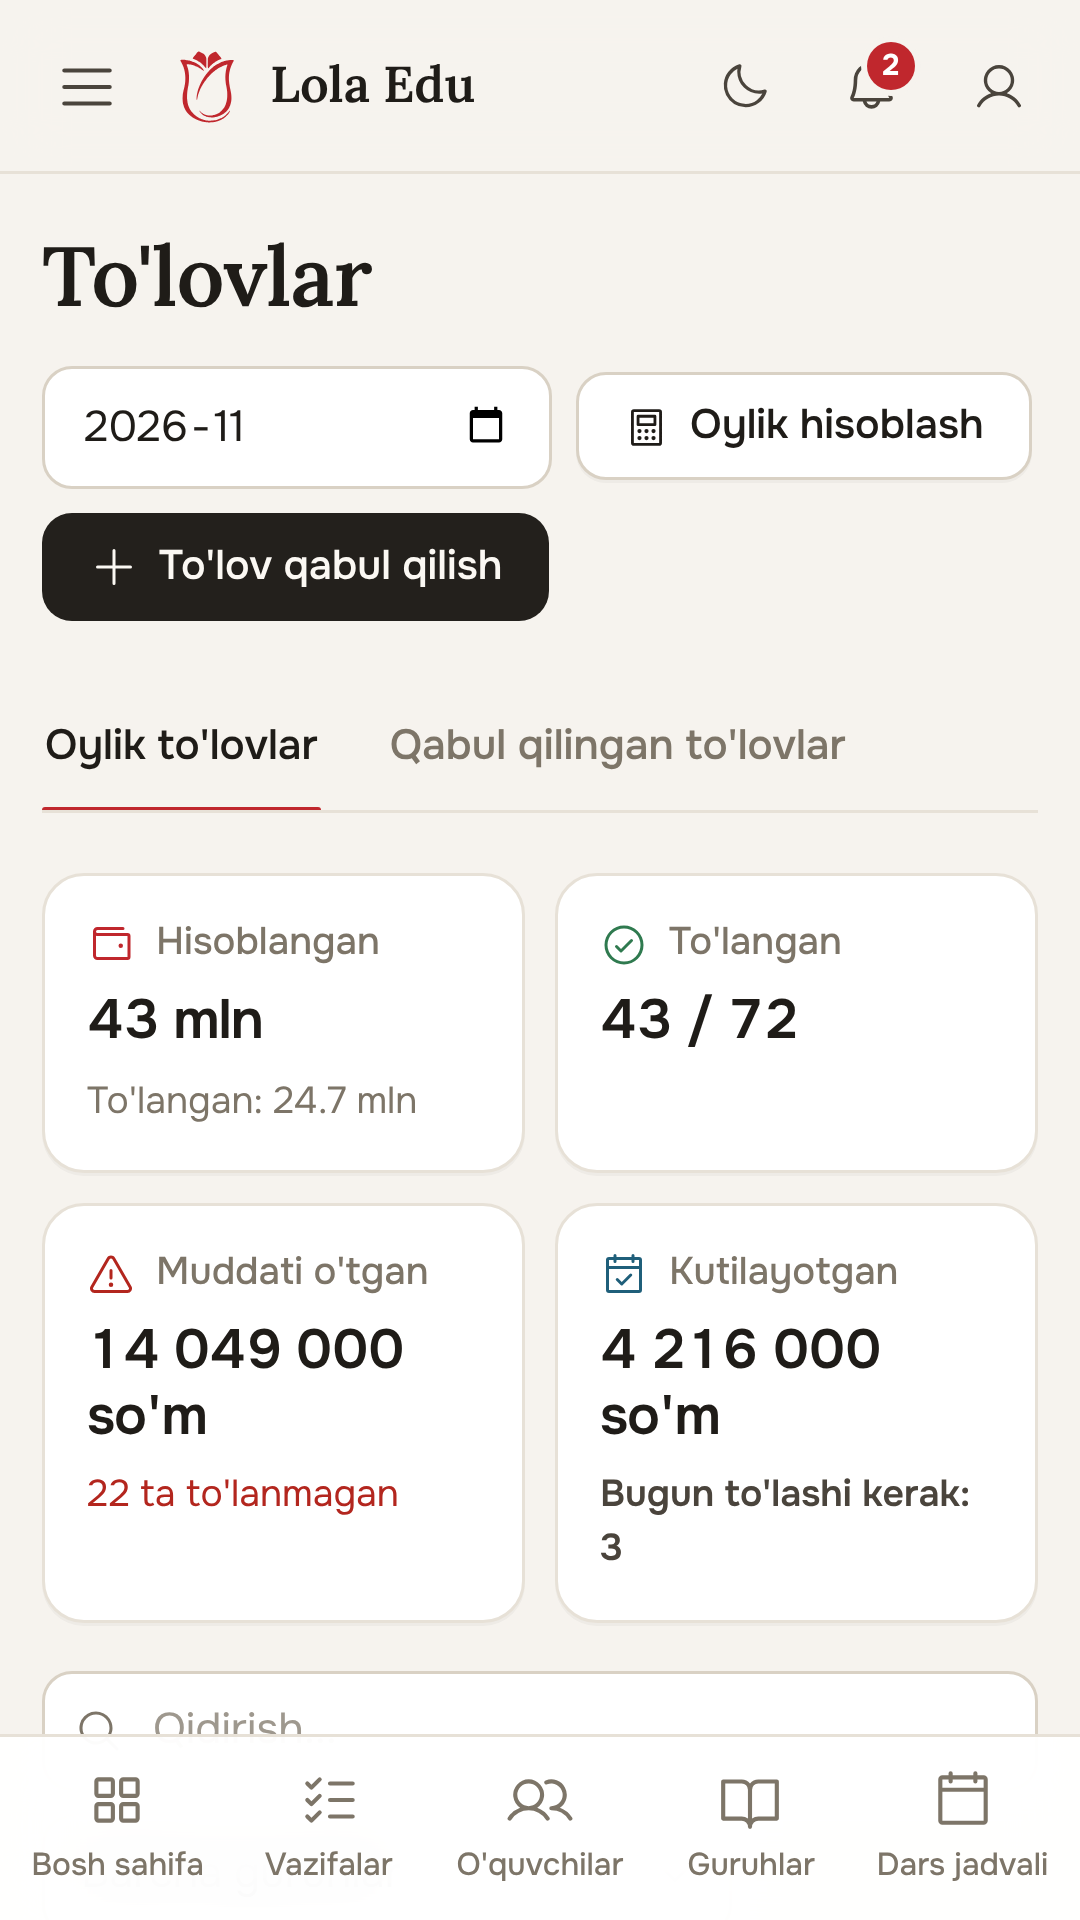 Lola Edu
2
To'lovlar
2026-11
Oylik hisoblash
To'lov qabul qilish
Oylik to'lovlar
Qabul qilingan to'lovlar
Hisoblangan
43 mln
To'langan: 24.7 mln
To'langan
43 / 72
Muddati o'tgan
14 049 000
so'm
22 ta to'lanmagan
Kutilayotgan
4 216 000
so'm
Bugun to'lashi kerak:
3
Qidirish
Bosh sahifa
Vazifalar
O'quvchilar
Guruhlar
Dars jadvali